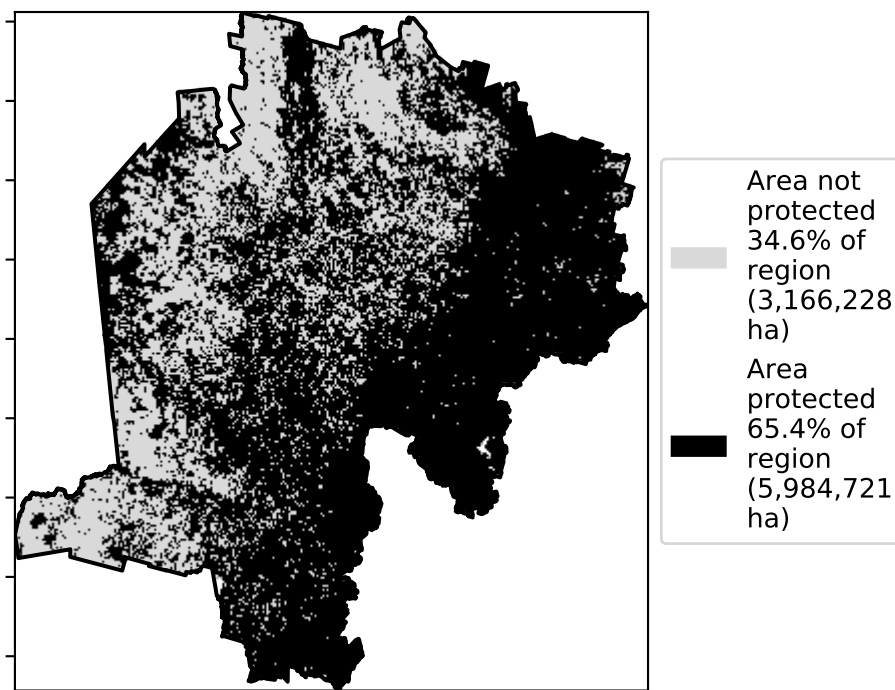 Area not
protected
34.6% of
region
(3,166,228
ha)
Area
protected
65.4% of
region
(5,984,721
ha)